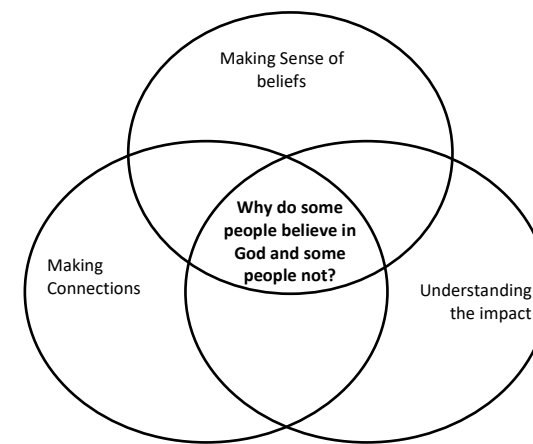 Making Sense of
beliefs
Why do some
people believe in
God and some
people not?
Making
Connections
Understanding
the impact